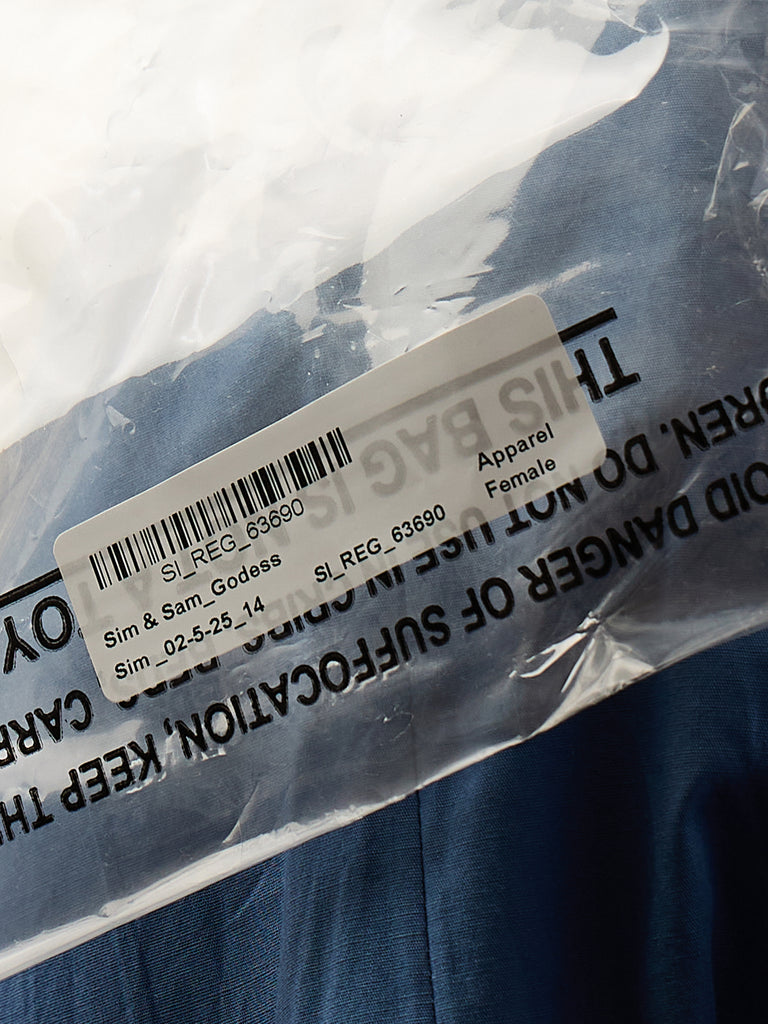 SI_REG_63690
Sim & Sam_Godess
SI_REG_63690
Apparel
Sim_02-5-25_14
Female
THIS BAG IS NOT A TOY
DO NOT USE IN CRIBS, BEDS, CARR
OID DANGER OF SUFFOCATION, KEEP TH
DREN.